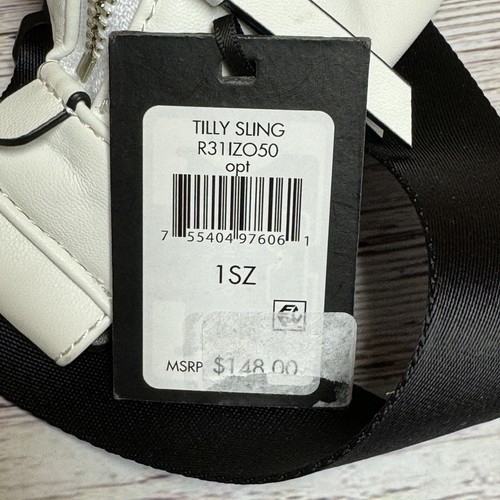 TILLY SLING
R31IZO50
opt
7 55404 97606 1
1SZ
MSRP $148.00